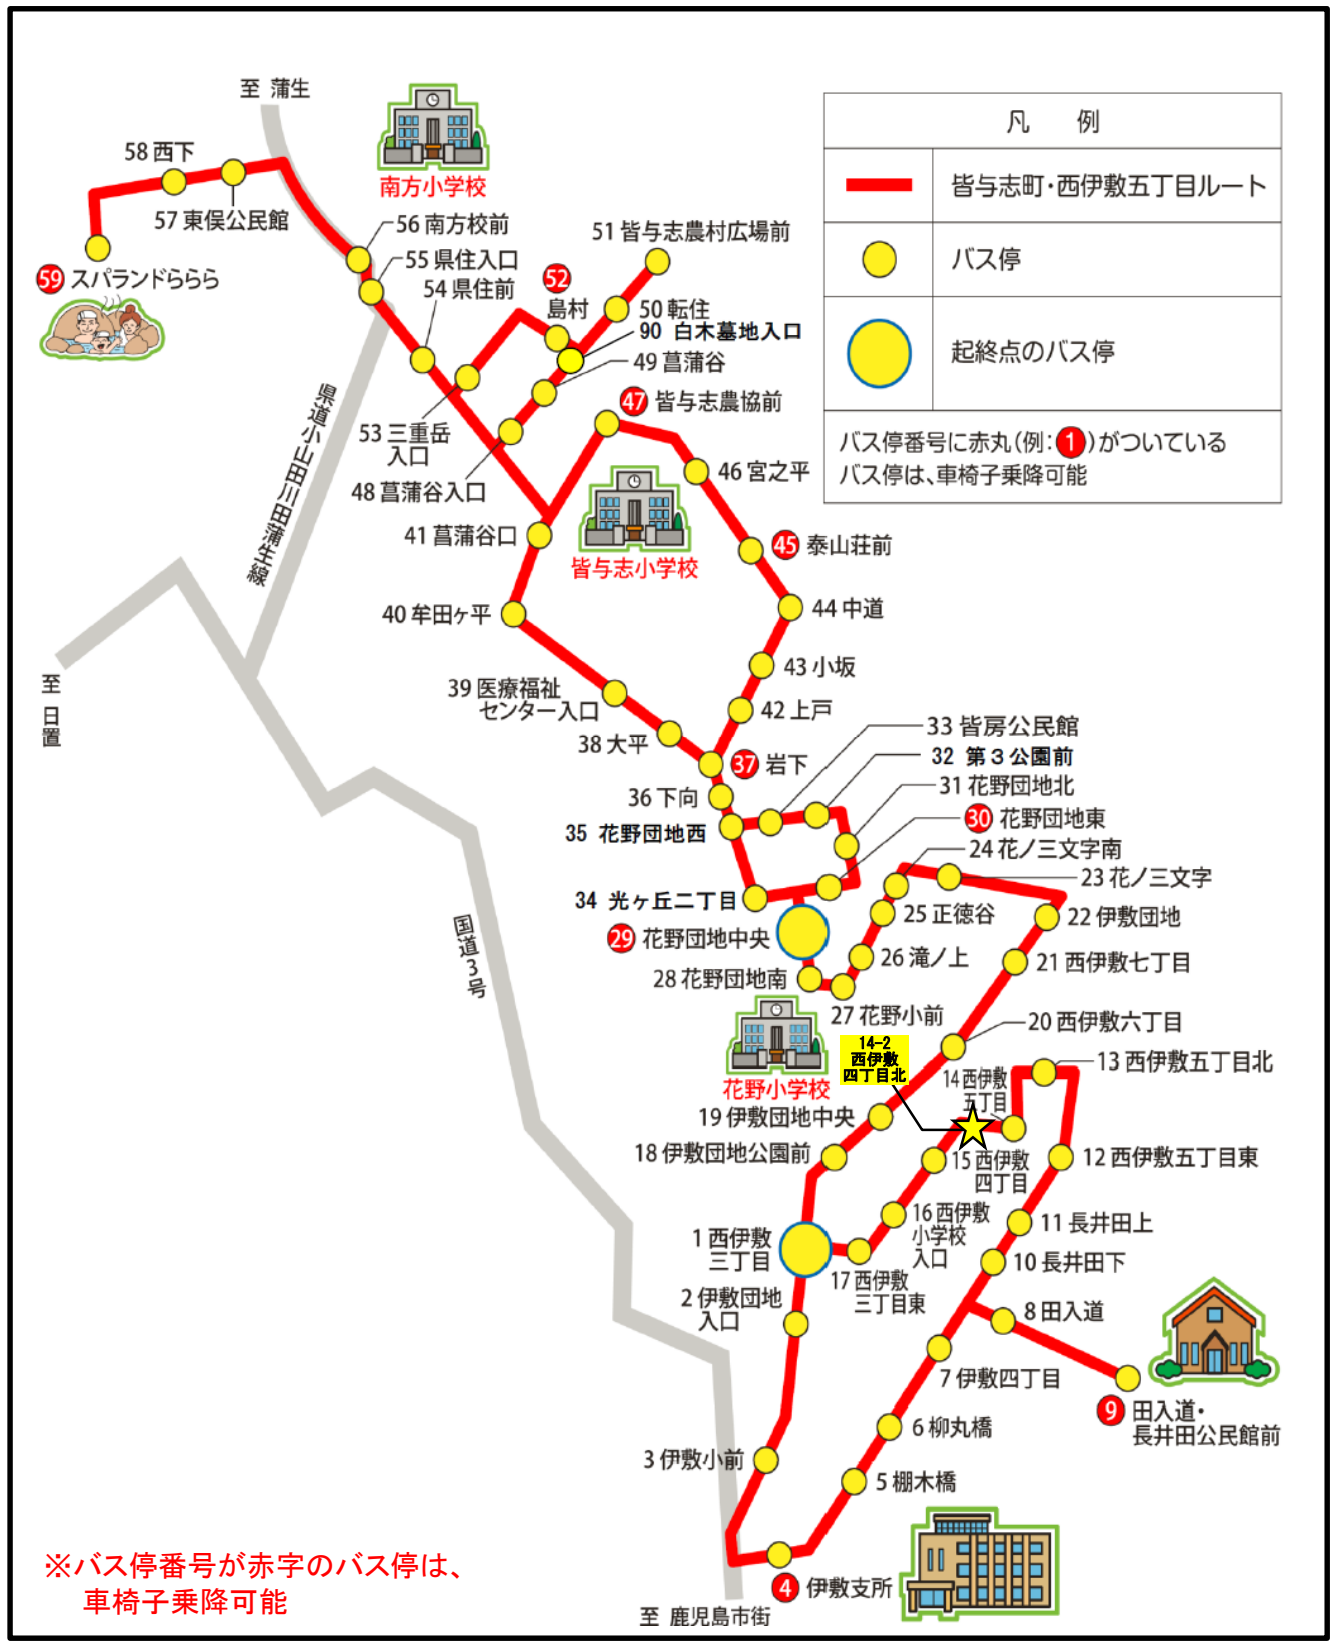 至 蒲生
南方小学校
58 西下
57 東俣公民館
59 スパランドららら
56 南方校前
55 県住入口
54 県住前
51 皆与志農村広場前
52
島村
50 転住
90 白木墓地入口
49 菖蒲谷
47 皆与志農協前
53 三重岳
入口
48 菖蒲谷入口
46 宮之平
41 菖蒲谷口
皆与志小学校
45 泰山荘前
県道小山田川田蒲生線
40 牟田ヶ平
44 中道
43 小坂
39 医療福祉
センター入口
42 上戸
38 大平
37 岩下
至 日置
36 下向
35 花野団地西
33 皆房公民館
32 第3公園前
31 花野団地北
30 花野団地東
24 花ノ三文字南
23 花ノ三文字
34 光ヶ丘二丁目
29 花野団地中央
25 正徳谷
22 伊敷団地
26 滝ノ上
21 西伊敷七丁目
28 花野団地南
27 花野小前
国道3号
20 西伊敷六丁目
花野小学校
14-2
西伊敷
四丁目北
14 西伊敷
五丁目
13 西伊敷五丁目北
19 伊敷団地中央
18 伊敷団地公園前
15 西伊敷
四丁目
12 西伊敷五丁目東
16 西伊敷
小学校
入口
11 長井田上
1 西伊敷
三丁目
10 長井田下
17 西伊敷
三丁目東
2 伊敷団地
入口
8 田入道
7 伊敷四丁目
9 田入道・
長井田公民館前
6 柳丸橋
3 伊敷小前
5 棚木橋
4 伊敷支所
至 鹿児島市街
凡 例
皆与志町・西伊敷五丁目ルート
バス停
起終点のバス停
バス停番号に赤丸(例:1)がついている
バス停は、車椅子乗降可能
※バス停番号が赤字のバス停は、
車椅子乗降可能